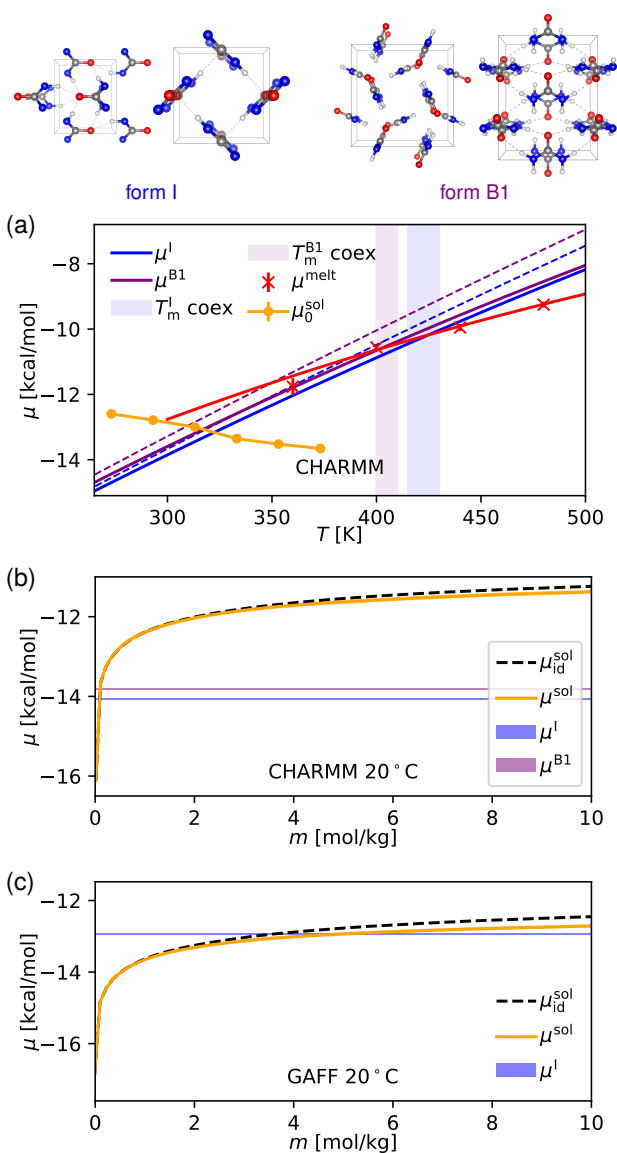 form I
form B1
(a)
μ^I
μ^B1
T_m^I coex
T_m^B1 coex
μ^melt
μ_0^sol
−8
−10
−12
−14
μ [kcal/mol]
CHARMM
300 350 400 450 500
T [K]
(b)
−12
−14
−16
μ [kcal/mol]
μ_id^sol
μ^sol
μ^I
μ^B1
CHARMM 20°C
0 2 4 6 8 10
m [mol/kg]
(c)
−12
−14
−16
μ [kcal/mol]
μ_id^sol
μ^sol
μ^I
GAFF 20°C
0 2 4 6 8 10
m [mol/kg]